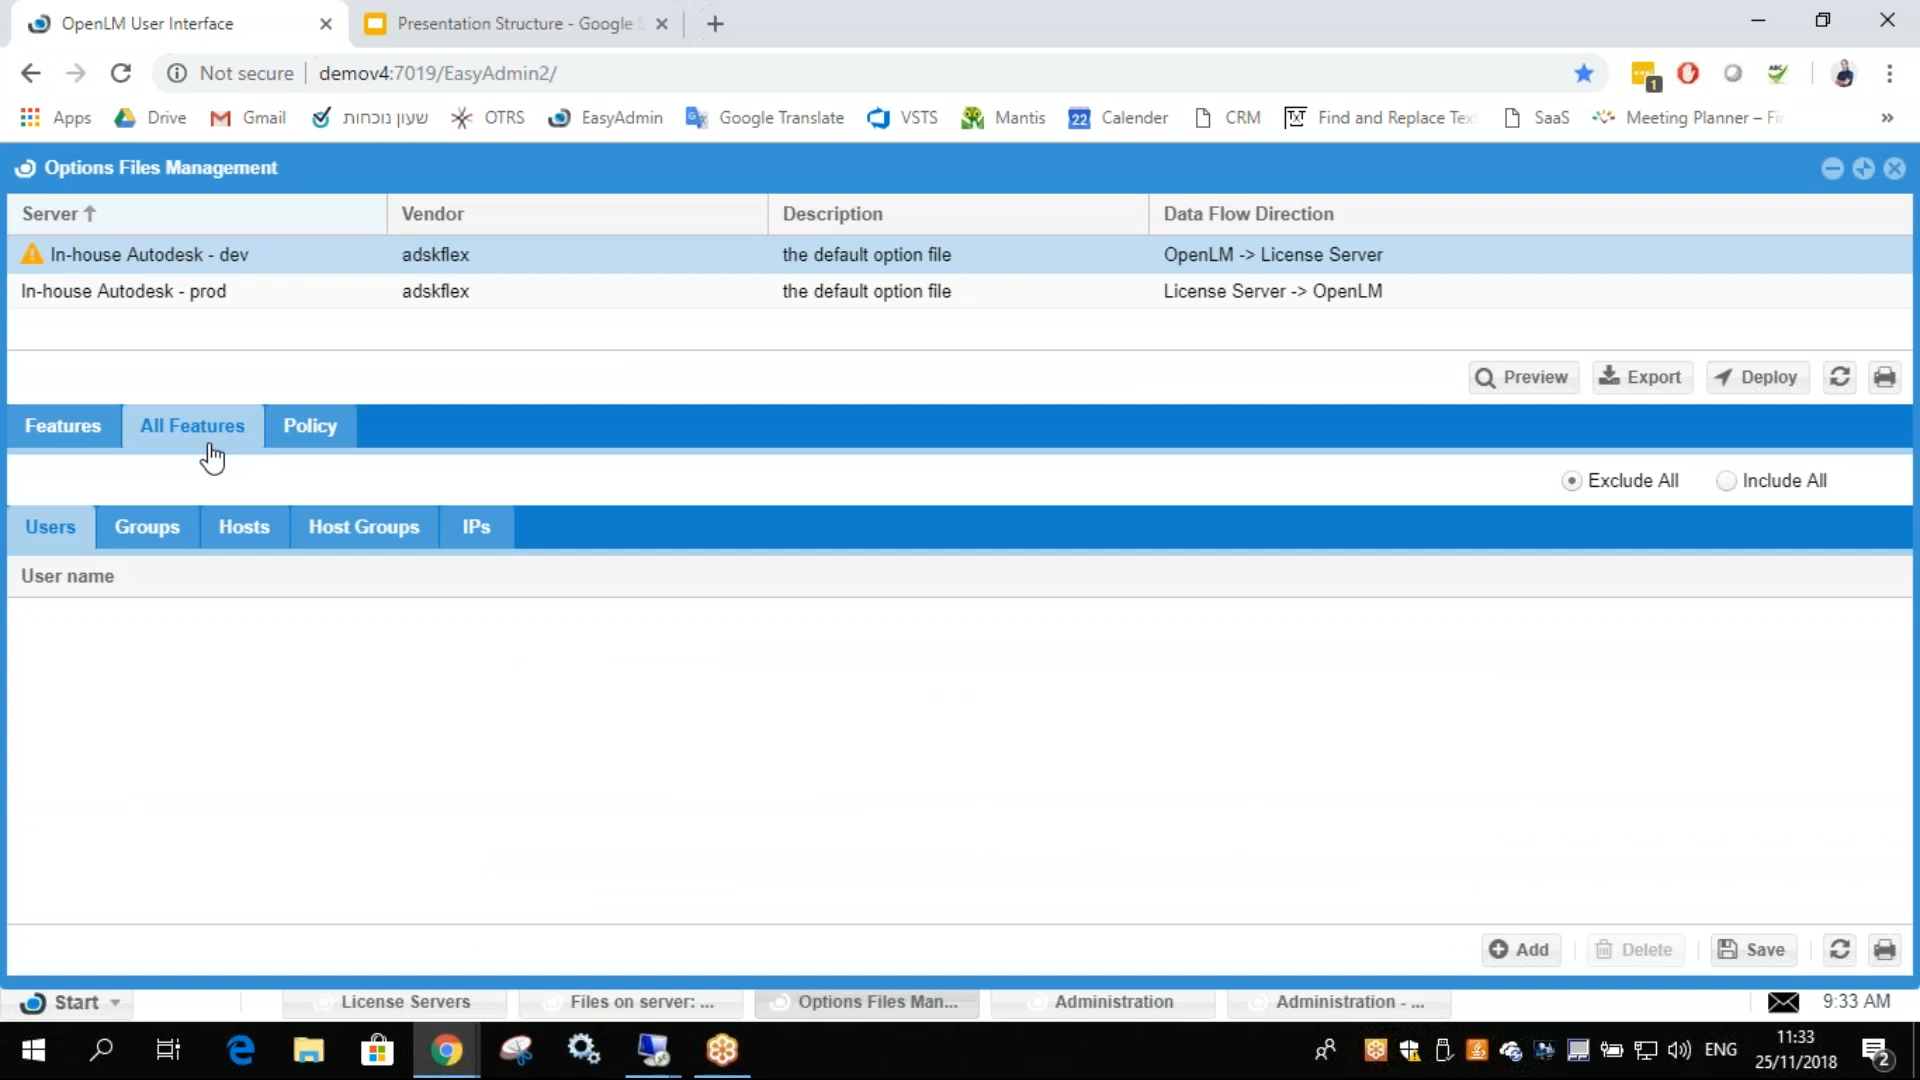 OpenLM User Interface
Presentation Structure - Google S
Not secure demov4:7019/EasyAdmin2/
1
Apps Drive Gmail שעון נוכחות OTRS EasyAdmin Google Translate VSTS Mantis 22 Calender CRM TXT Find and Replace Tex SaaS Meeting Planner – Fin »
Options Files Management
Server Vendor Description Data Flow Direction
In-house Autodesk - dev adskflex the default option file OpenLM -> License Server
In-house Autodesk - prod adskflex the default option file License Server -> OpenLM
Preview Export Deploy
Features All Features Policy
Exclude All Include All
Users Groups Hosts Host Groups IPs
User name
Add Delete Save
Start License Servers Files on server: ... Options Files Man... Administration Administration - ... 9:33 AM
ENG 11:33
25/11/2018
2